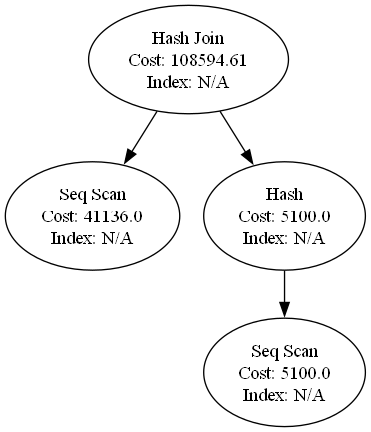 Hash Join
Cost: 108594.61
Index: N/A
Seq Scan
Cost: 41136.0
Index: N/A
Hash
Cost: 5100.0
Index: N/A
Seq Scan
Cost: 5100.0
Index: N/A